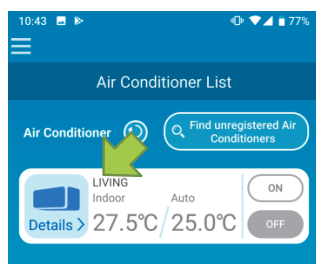 10:43 77%
Air Conditioner List
Air Conditioner
Find unregistered Air
Conditioners
LIVING
Indoor Auto
Details > 27.5℃ 25.0℃
ON
OFF